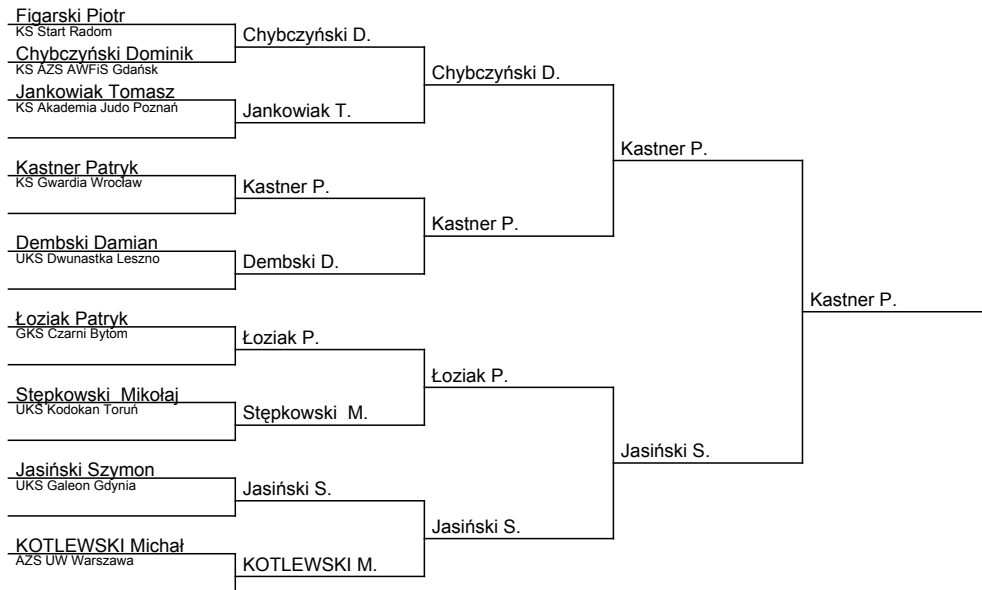 Figarski Piotr
KS Start Radom
Chybczyński Dominik
KS AZS AWFiS Gdańsk
Jankowiak Tomasz
KS Akademia Judo Poznań
Kastner Patryk
KS Gwardia Wrocław
Dembski Damian
UKS Dwunastka Leszno
Łoziak Patryk
GKS Czarni Bytom
Stępkowski  Mikołaj
UKS Kodokan Toruń
Jasiński Szymon
UKS Galeon Gdynia
KOTLEWSKI Michał
AZS UW Warszawa
Chybczyński D.
Jankowiak T.
Kastner P.
Dembski D.
Łoziak P.
Stępkowski  M.
Jasiński S.
KOTLEWSKI M.
Chybczyński D.
Kastner P.
Łoziak P.
Jasiński S.
Kastner P.
Jasiński S.
Kastner P.